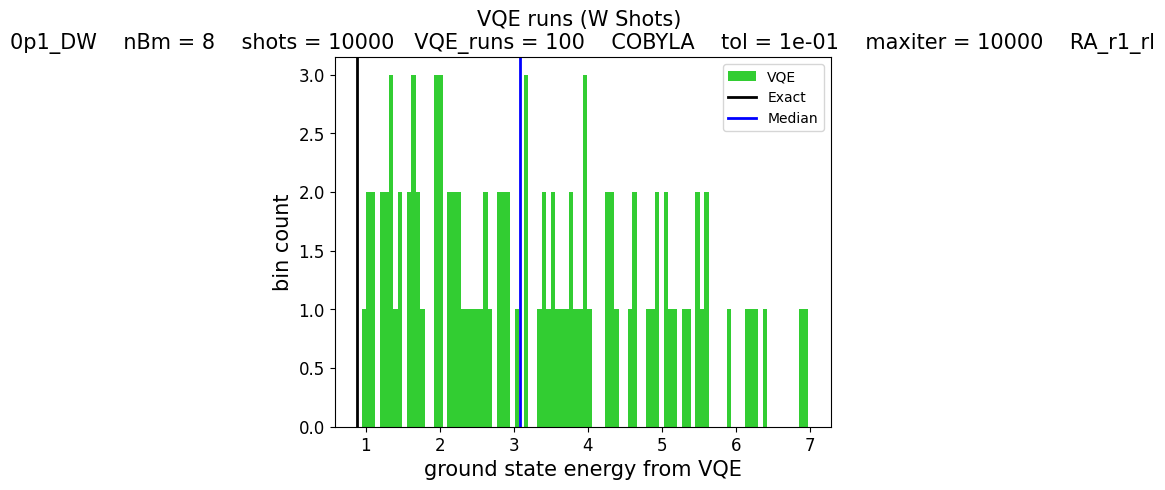 VQE runs (W Shots)
0p1_DW    nBm = 8    shots = 10000   VQE_runs = 100    COBYLA    tol = 1e-01    maxiter = 10000    RA_r1_rl
3.0
2.5
2.0
1.5
1.0
0.5
0.0
bin count
VQE
Exact
Median
1 2 3 4 5 6 7
ground state energy from VQE